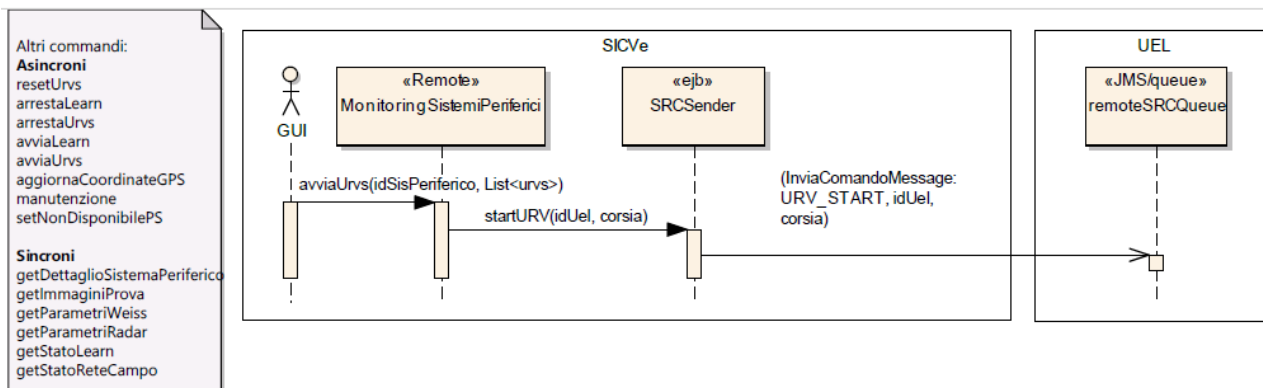 Altri commandi:
Asincroni
resetUrvs
arrestaLearn
arrestaUrvs
avviaLearn
avviaUrvs
aggiornaCoordinateGPS
manutenzione
setNonDisponibilePS
Sincroni
getDettaglioSistemaPeriferico
getImmaginiProva
getParametriWeiss
getParametriRadar
getStatoLearn
getStatoReteCampo
SICVe
GUI
«Remote»
MonitoringSistemiPeriferici
«ejb»
SRCSender
avviaUrvs(idSisPeriferico, List<urvs>)
startURV(idUel, corsia)
(InviaComandoMessage:
URV_START, idUel,
corsia)
UEL
«JMS/queue»
remoteSRCQueue